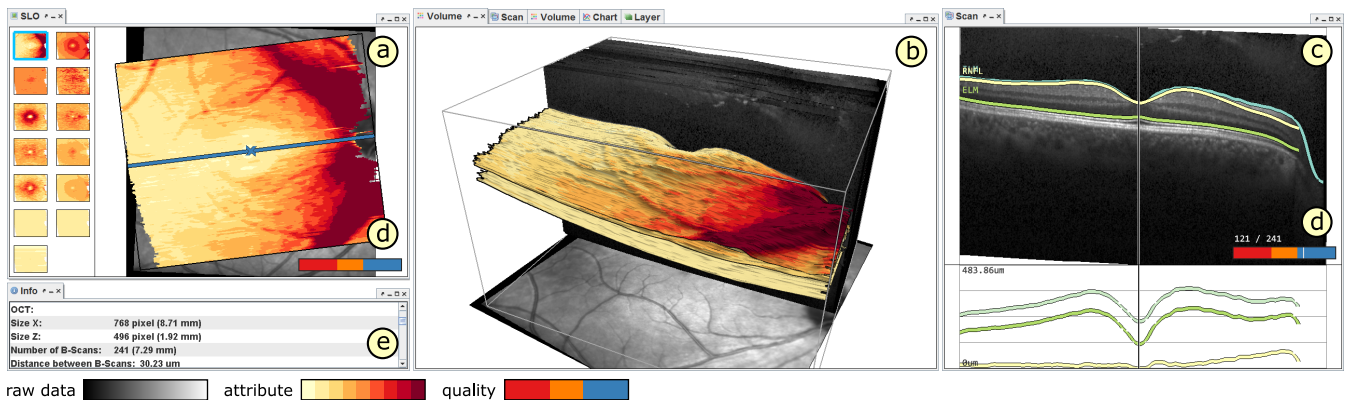 SLO
a
d
Info
OCT:
Size X: 768 pixel (8.71 mm)
Size Z: 496 pixel (1.92 mm)
Number of B-Scans: 241 (7.29 mm)
Distance between B-Scans: 30.23 um
e
Volume Scan Volume Chart Layer
b
Scan
c
RNFL
ELM
d
121 / 241
483.86um
0um
raw data attribute quality